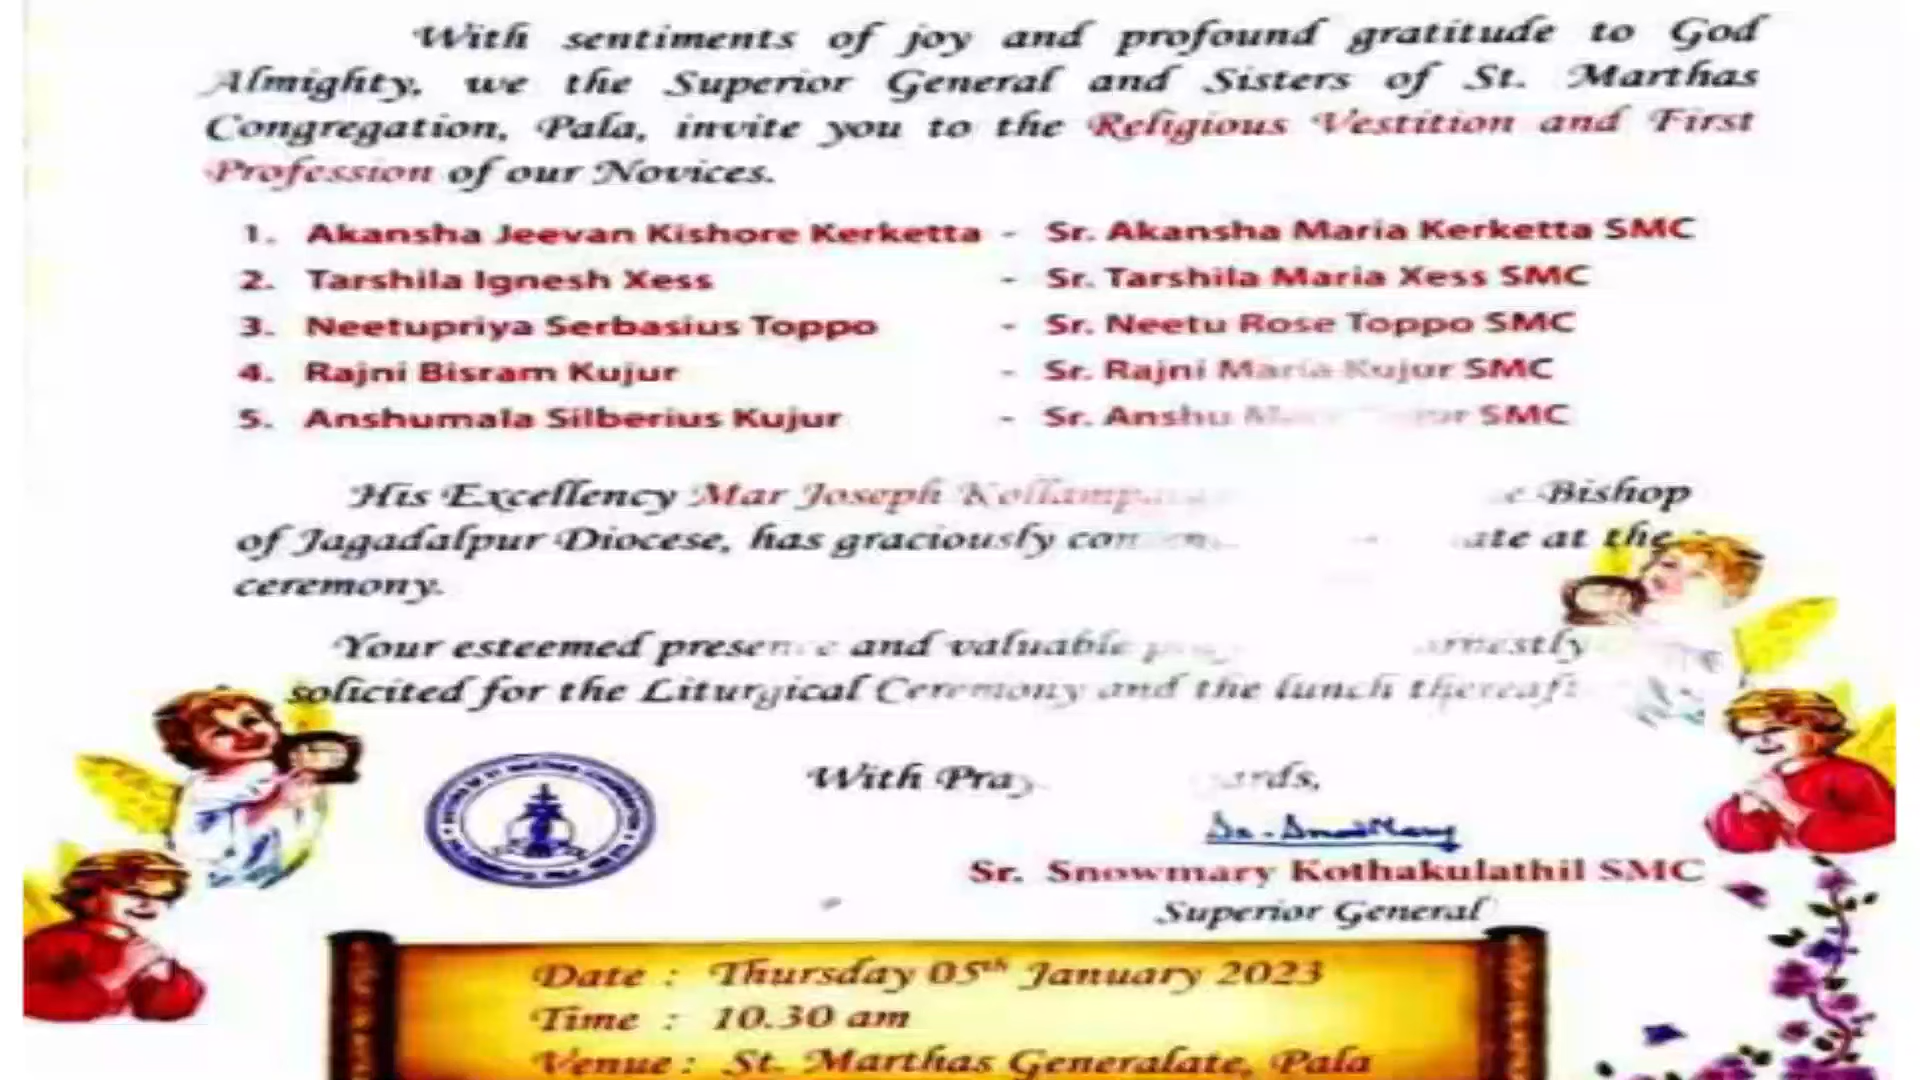 With sentiments of joy and profound gratitude to God
Almighty, we the Superior General and Sisters of St. Marthas
Congregation, Pala, invite you to the Religious Vestition and First
Profession of our Novices.
1. Akansha Jeevan Kishore Kerketta - Sr. Akansha Maria Kerketta SMC
2. Tarshila Ignesh Xess - Sr. Tarshila Maria Xess SMC
3. Neetupriya Serbasius Toppo - Sr. Neetu Rose Toppo SMC
4. Rajni Bisram Kujur - Sr. Rajni Maria Kujur SMC
5. Anshumala Silberius Kujur - Sr. Anshu SMC
His Excellency Mar Joseph Bishop
of Jagadalpur Diocese, has graciously at the
ceremony.
Your esteemed presence and valuable
solicited for the Liturgical Ceremony and the lunch
With
Sr. Snowmary Kothakulathil SMC
Superior General
Date : Thursday 05th January 2023
Time : 10.30 am
Venue : St. Marthas Generalate, Pala